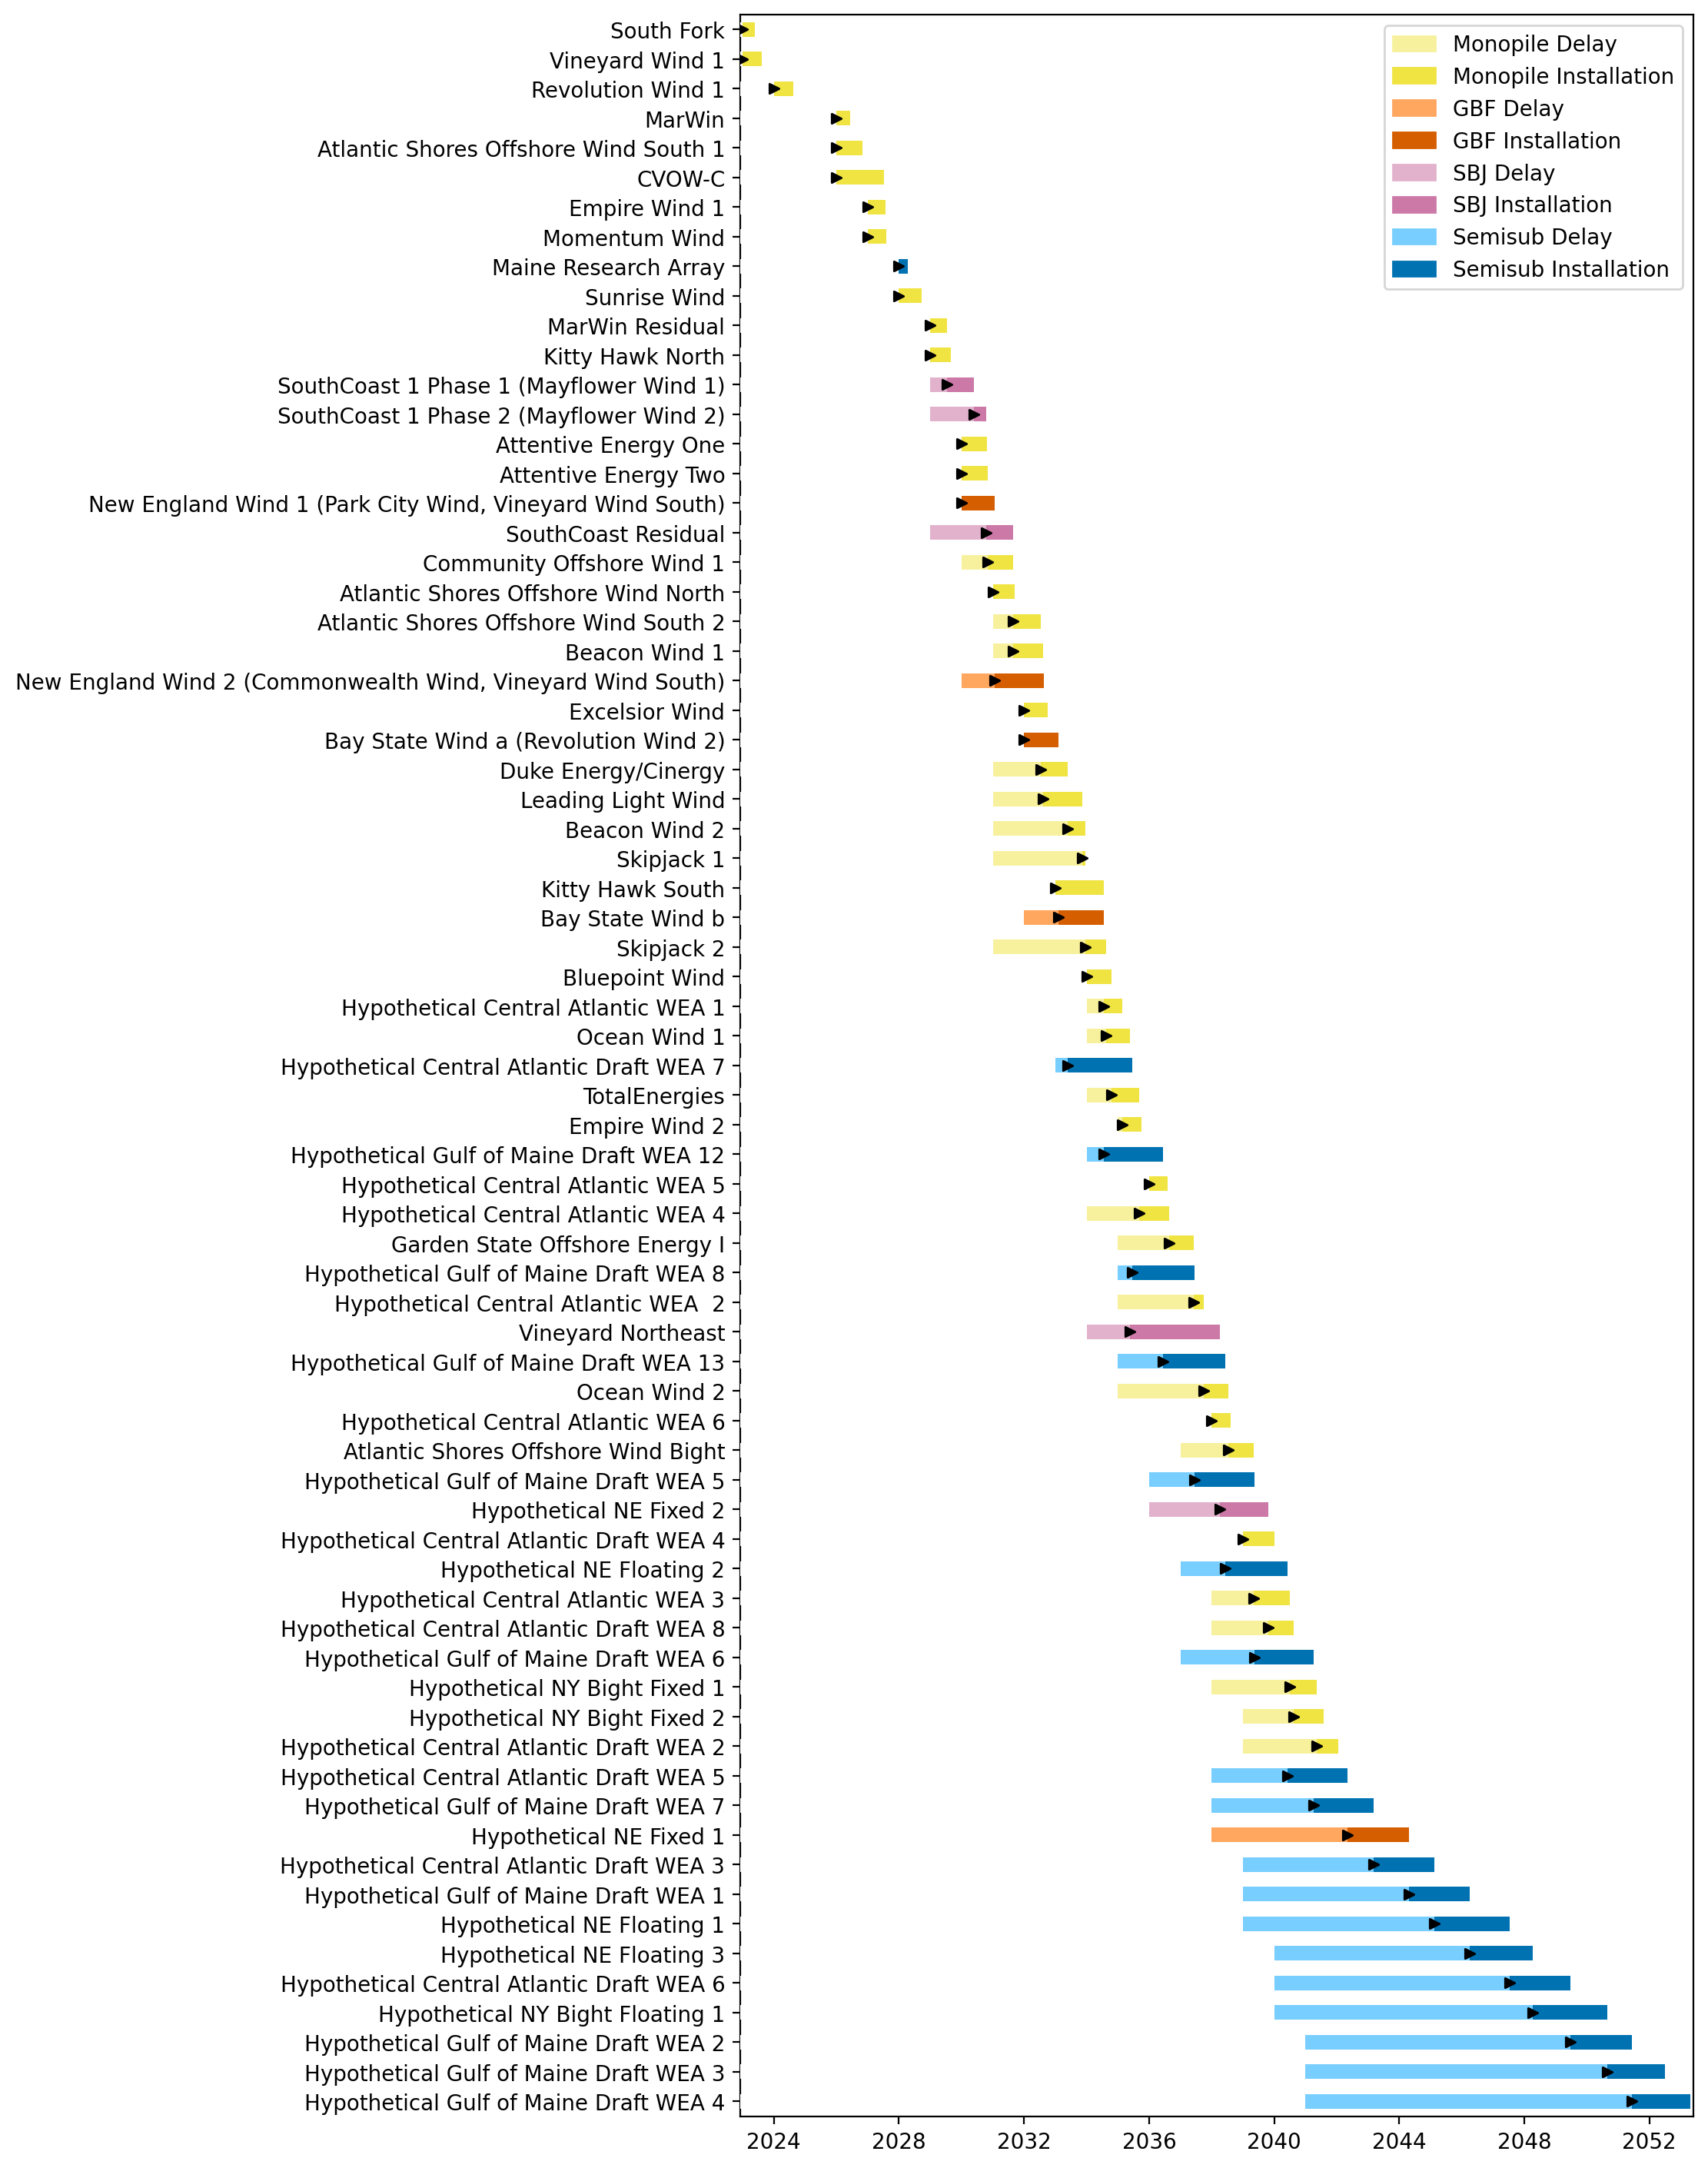 South Fork
Vineyard Wind 1
Revolution Wind 1
MarWin
Atlantic Shores Offshore Wind South 1
CVOW-C
Empire Wind 1
Momentum Wind
Maine Research Array
Sunrise Wind
MarWin Residual
Kitty Hawk North
SouthCoast 1 Phase 1 (Mayflower Wind 1)
SouthCoast 1 Phase 2 (Mayflower Wind 2)
Attentive Energy One
Attentive Energy Two
New England Wind 1 (Park City Wind, Vineyard Wind South)
SouthCoast Residual
Community Offshore Wind 1
Atlantic Shores Offshore Wind North
Atlantic Shores Offshore Wind South 2
Beacon Wind 1
New England Wind 2 (Commonwealth Wind, Vineyard Wind South)
Excelsior Wind
Bay State Wind a (Revolution Wind 2)
Duke Energy/Cinergy
Leading Light Wind
Beacon Wind 2
Skipjack 1
Kitty Hawk South
Bay State Wind b
Skipjack 2
Bluepoint Wind
Hypothetical Central Atlantic WEA 1
Ocean Wind 1
Hypothetical Central Atlantic Draft WEA 7
TotalEnergies
Empire Wind 2
Hypothetical Gulf of Maine Draft WEA 12
Hypothetical Central Atlantic WEA 5
Hypothetical Central Atlantic WEA 4
Garden State Offshore Energy I
Hypothetical Gulf of Maine Draft WEA 8
Hypothetical Central Atlantic WEA  2
Vineyard Northeast
Hypothetical Gulf of Maine Draft WEA 13
Ocean Wind 2
Hypothetical Central Atlantic WEA 6
Atlantic Shores Offshore Wind Bight
Hypothetical Gulf of Maine Draft WEA 5
Hypothetical NE Fixed 2
Hypothetical Central Atlantic Draft WEA 4
Hypothetical NE Floating 2
Hypothetical Central Atlantic WEA 3
Hypothetical Central Atlantic Draft WEA 8
Hypothetical Gulf of Maine Draft WEA 6
Hypothetical NY Bight Fixed 1
Hypothetical NY Bight Fixed 2
Hypothetical Central Atlantic Draft WEA 2
Hypothetical Central Atlantic Draft WEA 5
Hypothetical Gulf of Maine Draft WEA 7
Hypothetical NE Fixed 1
Hypothetical Central Atlantic Draft WEA 3
Hypothetical Gulf of Maine Draft WEA 1
Hypothetical NE Floating 1
Hypothetical NE Floating 3
Hypothetical Central Atlantic Draft WEA 6
Hypothetical NY Bight Floating 1
Hypothetical Gulf of Maine Draft WEA 2
Hypothetical Gulf of Maine Draft WEA 3
Hypothetical Gulf of Maine Draft WEA 4
Monopile Delay
Monopile Installation
GBF Delay
GBF Installation
SBJ Delay
SBJ Installation
Semisub Delay
Semisub Installation
2024 2028 2032 2036 2040 2044 2048 2052